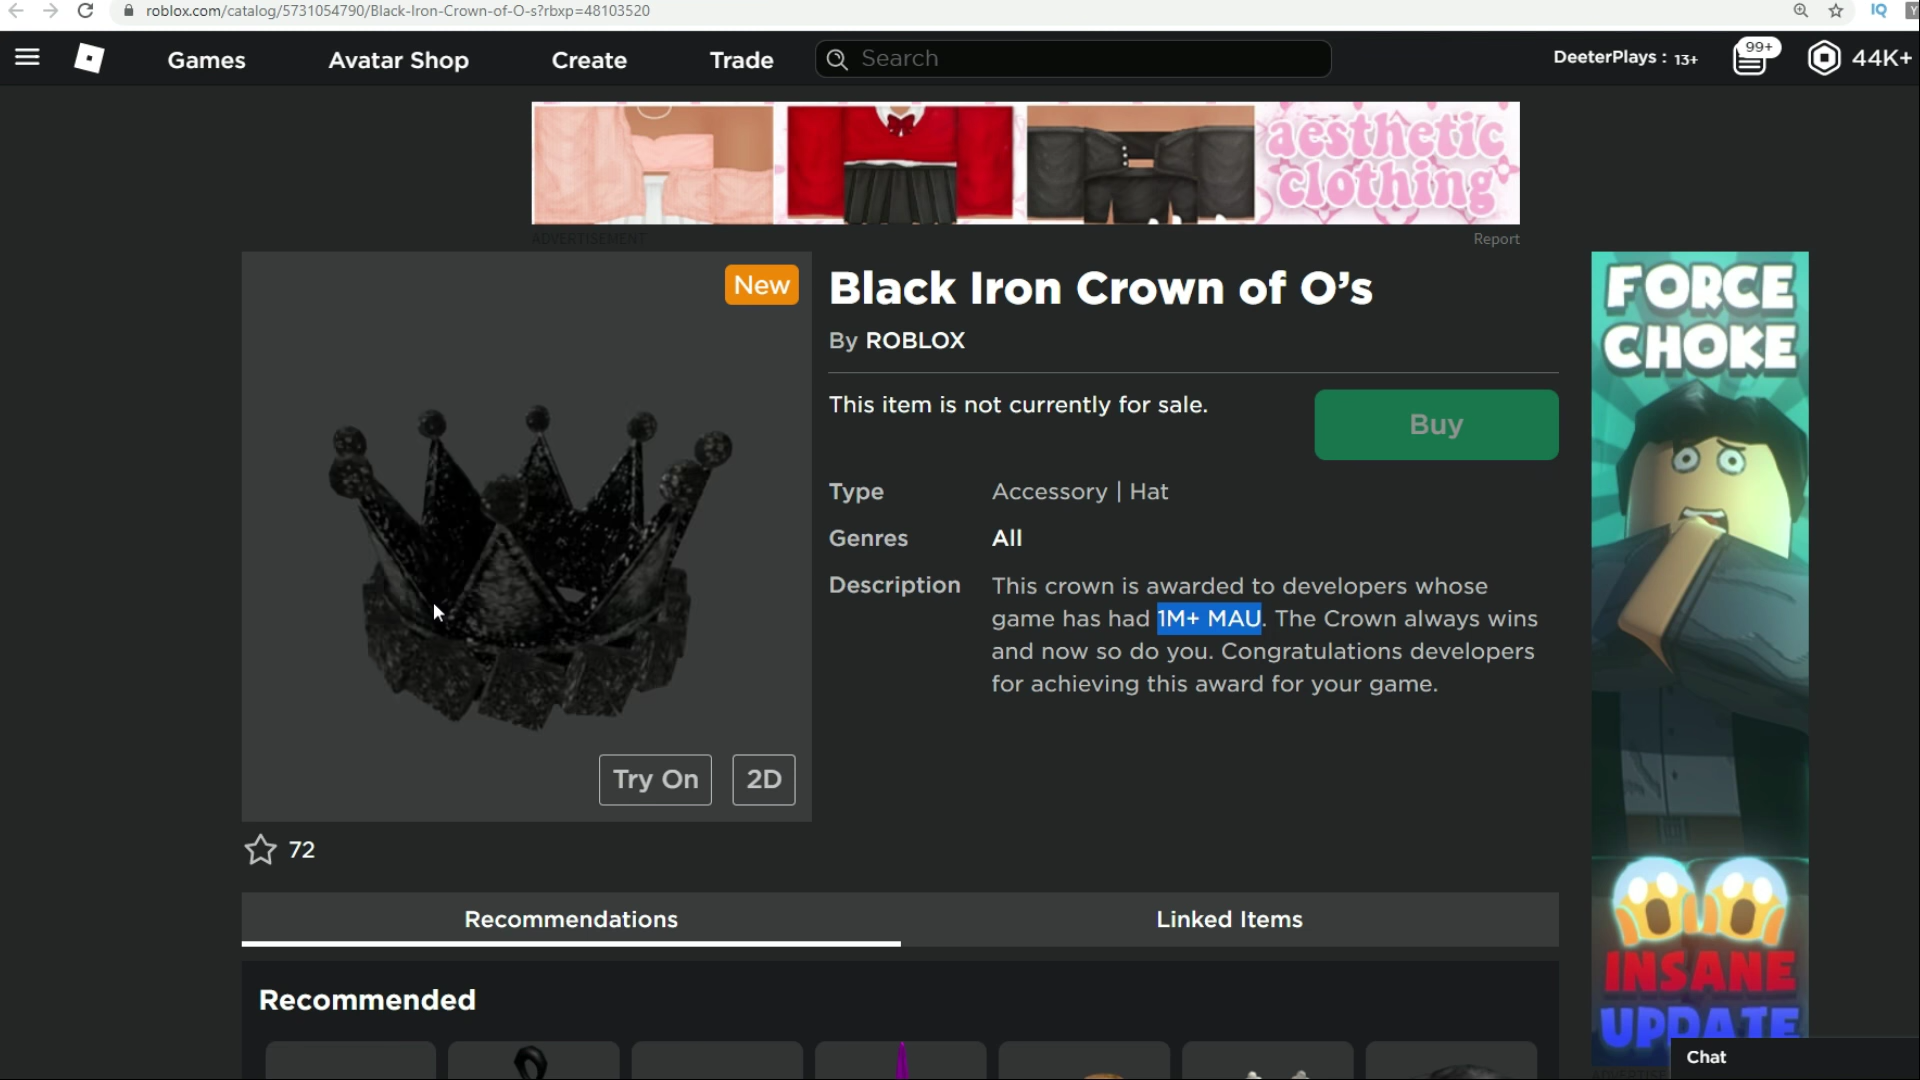 roblox.com/catalog/5731054790/Black-Iron-Crown-of-O-s?rbxp=48103520
IQ
Y
Games
Avatar Shop
Create
Trade
Search
DeeterPlays : 13+
99+
44K+
aesthetic
clothing
ADVERTISEMENT
Report
New
Black Iron Crown of O's
By ROBLOX
This item is not currently for sale.
Buy
Type
Accessory | Hat
Genres
All
Description
This crown is awarded to developers whose
game has had 1M+ MAU. The Crown always wins
and now so do you. Congratulations developers
for achieving this award for your game.
Try On
2D
72
FORCE
CHOKE
INSANE
UPDATE
Recommendations
Linked Items
Recommended
Chat